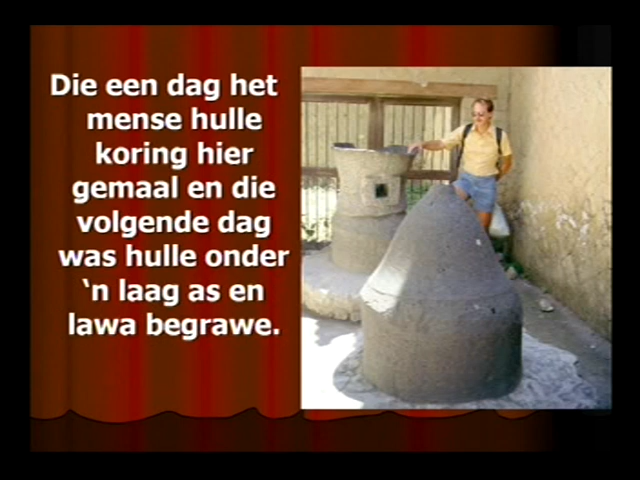 Die een dag het
mense hulle
koring hier
gemaal en die
volgende dag
was hulle onder
‘n laag as en
lawa begrawe.